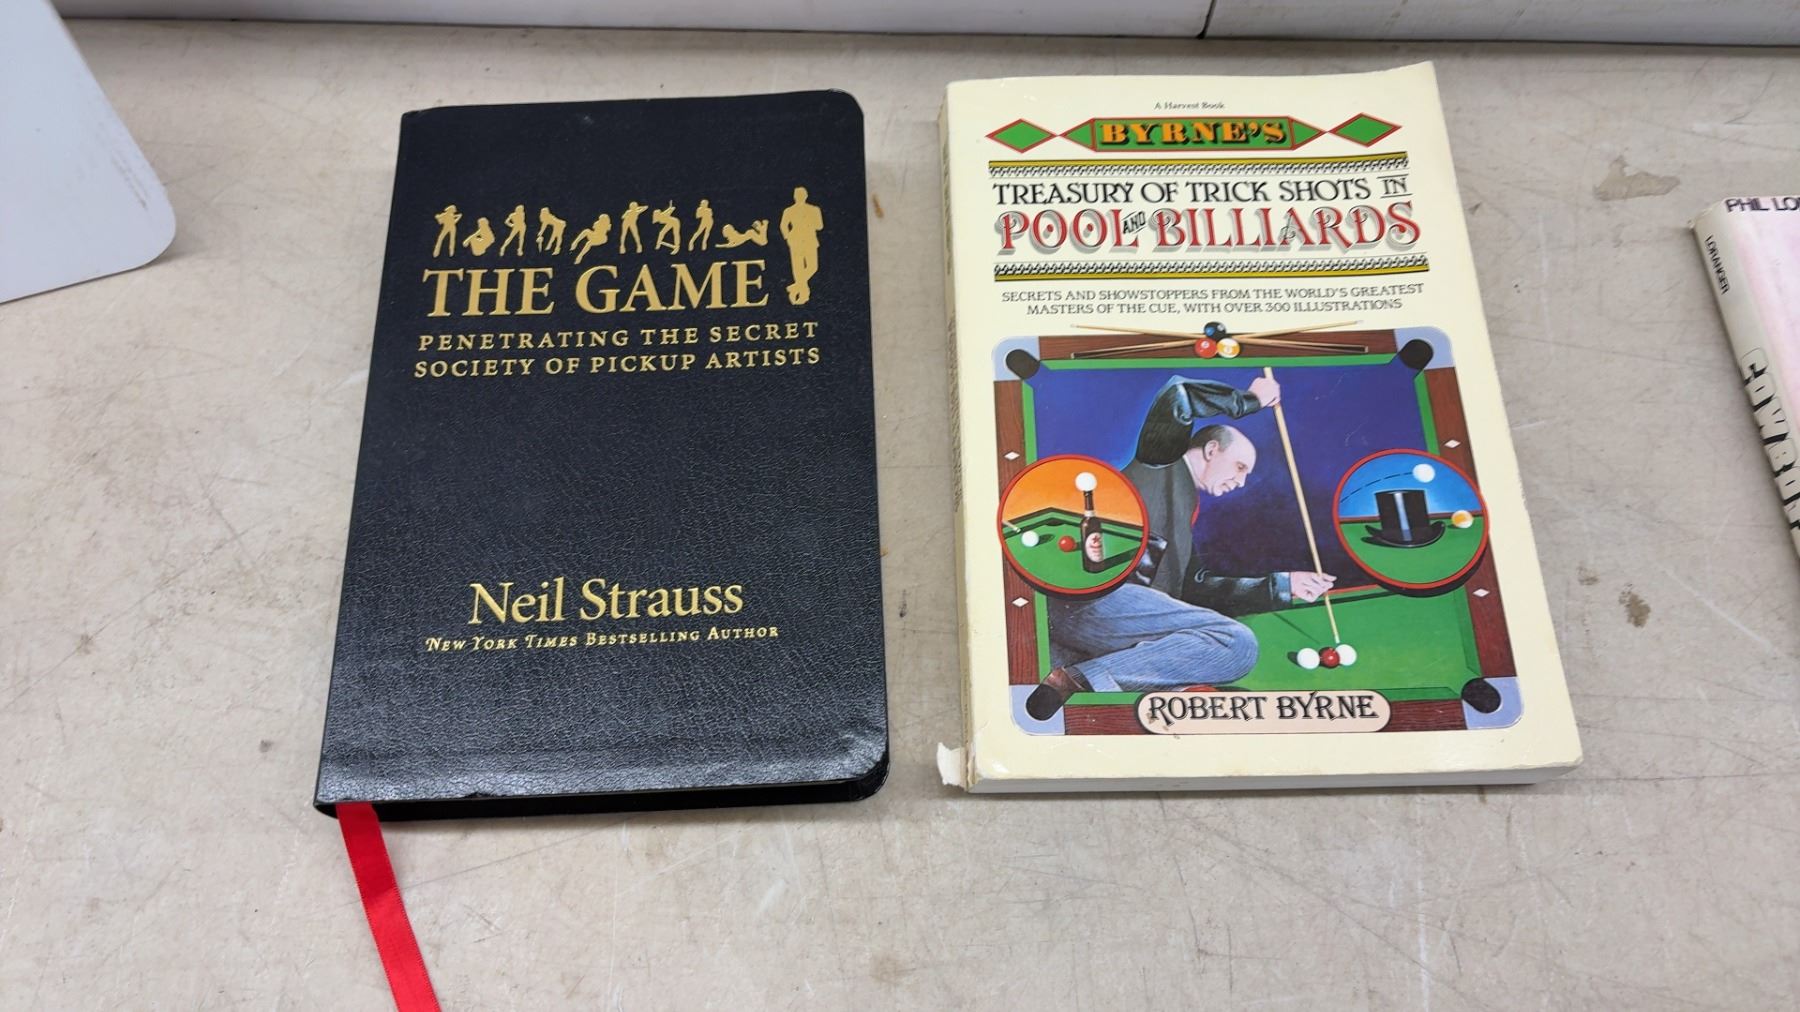 THE GAME
PENETRATING THE SECRET
SOCIETY OF PICKUP ARTISTS
Neil Strauss
NEW YORK TIMES BESTSELLING AUTHOR
A Harvest Book
BYRNE'S
TREASURY OF TRICK SHOTS IN
POOL AND BILLIARDS
SECRETS AND SHOWSTOPPERS FROM THE WORLD'S GREATEST
MASTERS OF THE CUE, WITH OVER 300 ILLUSTRATIONS
ROBERT BYRNE
PHIL
LORANGER